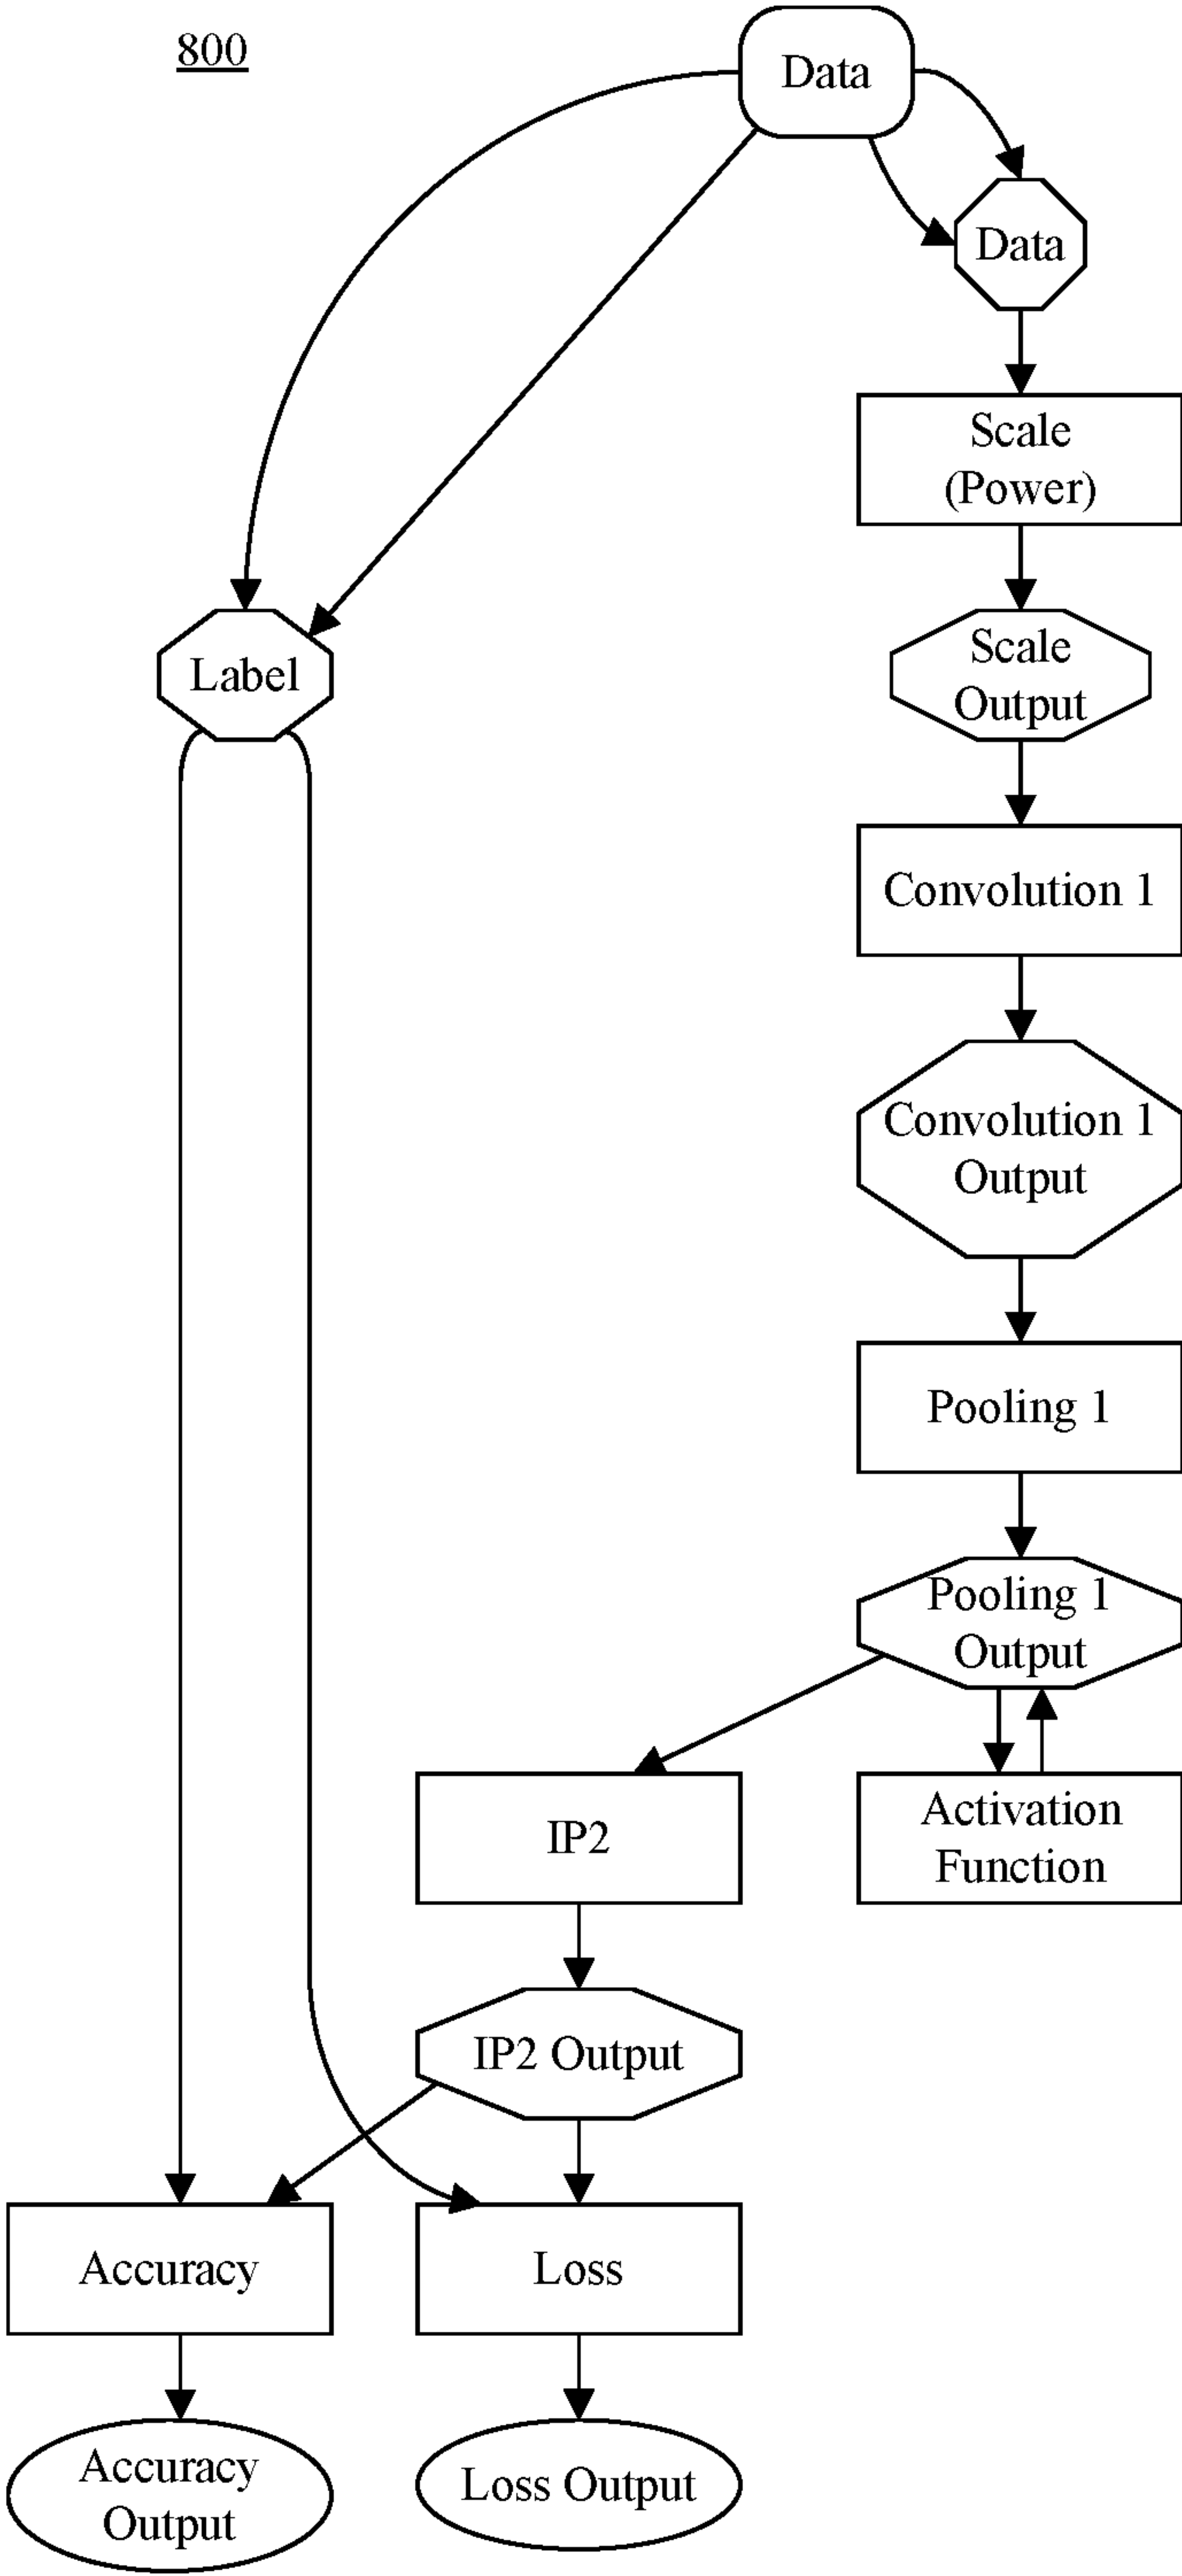 800
Data
Data
Scale
(Power)
Label
Scale
Output
Convolution 1
Convolution 1
Output
Pooling 1
Pooling 1
Output
IP2
Activation
Function
IP2 Output
Accuracy
Loss
Accuracy
Output
Loss Output